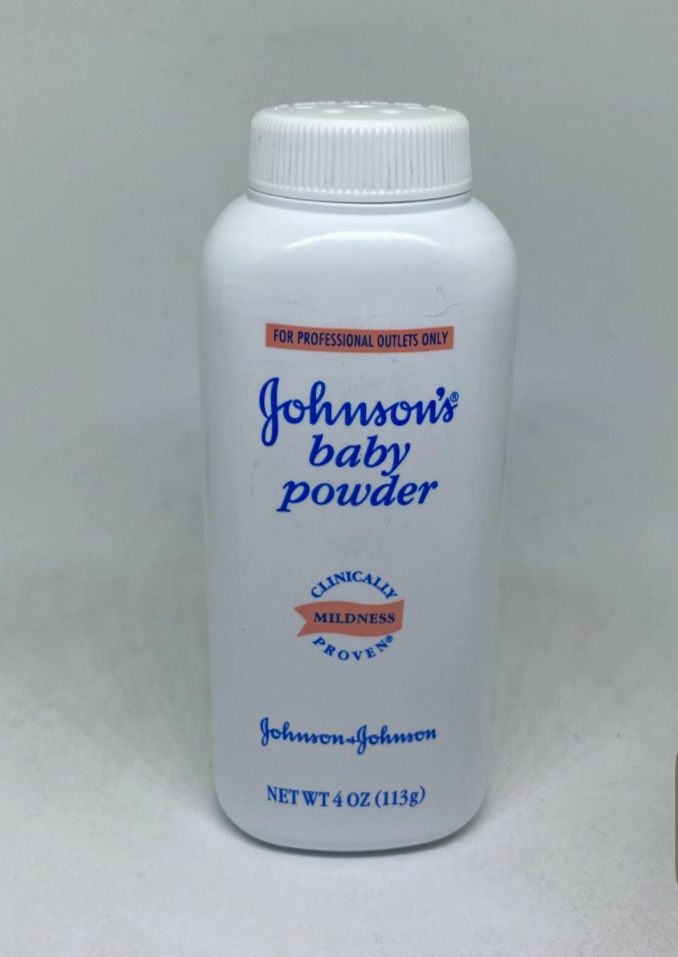 FOR PROFESSIONAL OUTLETS ONLY
Johnson's®
baby
powder
CLINICALLY
MILDNESS
PROVEN®
Johnson+Johnson
NET WT 4 OZ (113g)